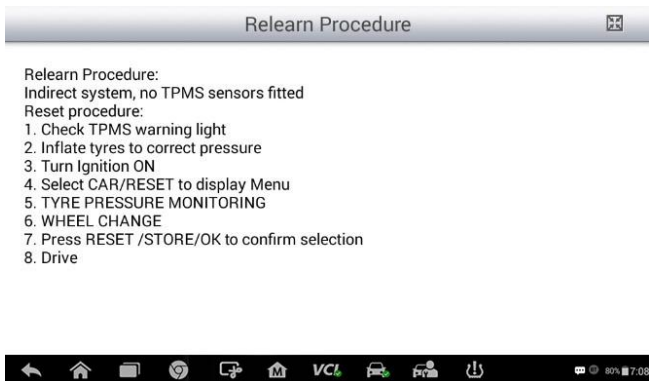 Relearn Procedure
Relearn Procedure:
Indirect system, no TPMS sensors fitted
Reset procedure:
1. Check TPMS warning light
2. Inflate tyres to correct pressure
3. Turn Ignition ON
4. Select CAR/RESET to display Menu
5. TYRE PRESSURE MONITORING
6. WHEEL CHANGE
7. Press RESET /STORE/OK to confirm selection
8. Drive
M VCI 80% 7:08